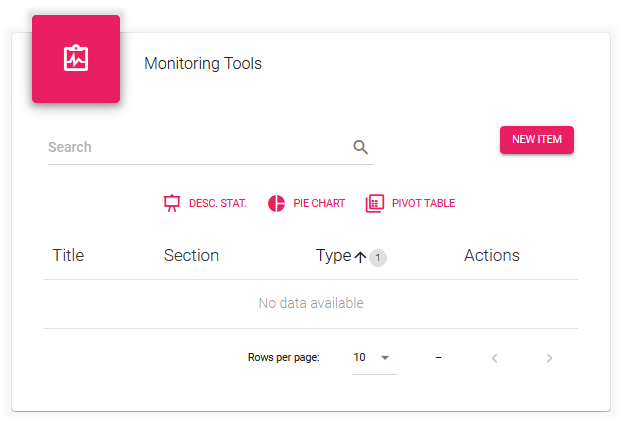 Monitoring Tools
Search
NEW ITEM
DESC. STAT. PIE CHART PIVOT TABLE
Title Section Type 1 Actions
No data available
Rows per page: 10 –